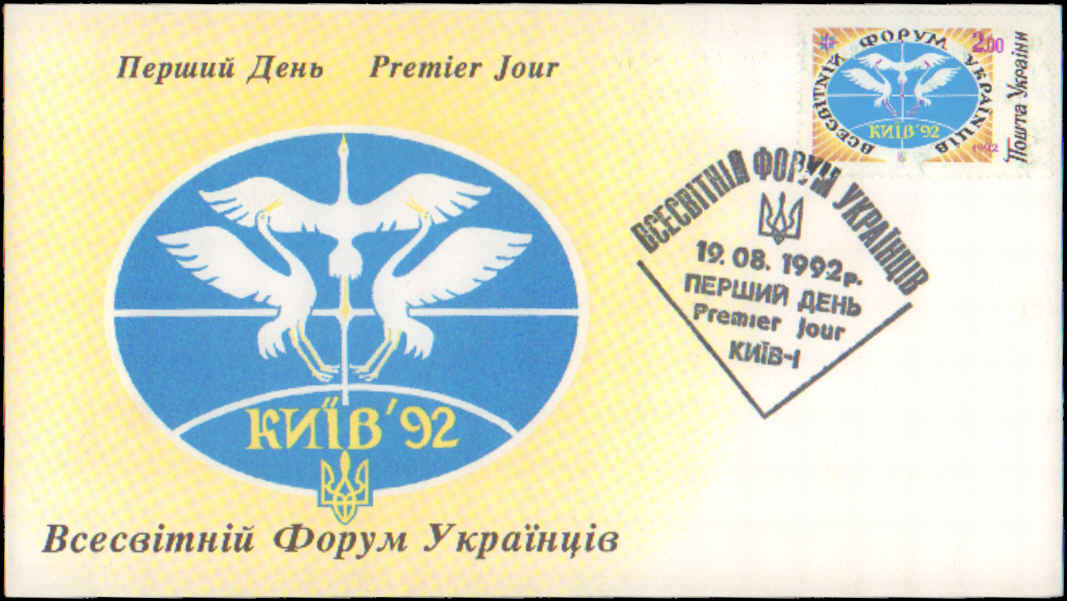 Перший День Premier Jour
ВСЕСВІТНІЙ ФОРУМ УКРАЇНЦІВ
2.00
КИЇВ '92
1992
Пошта України
ВСЕСВІТНІЙ ФОРУМ УКРАЇНЦІВ
19. 08. 1992 р.
ПЕРШИЙ ДЕНЬ
Premier Jour
КИЇВ-1
КИЇВ '92
Всесвітній Форум Українців